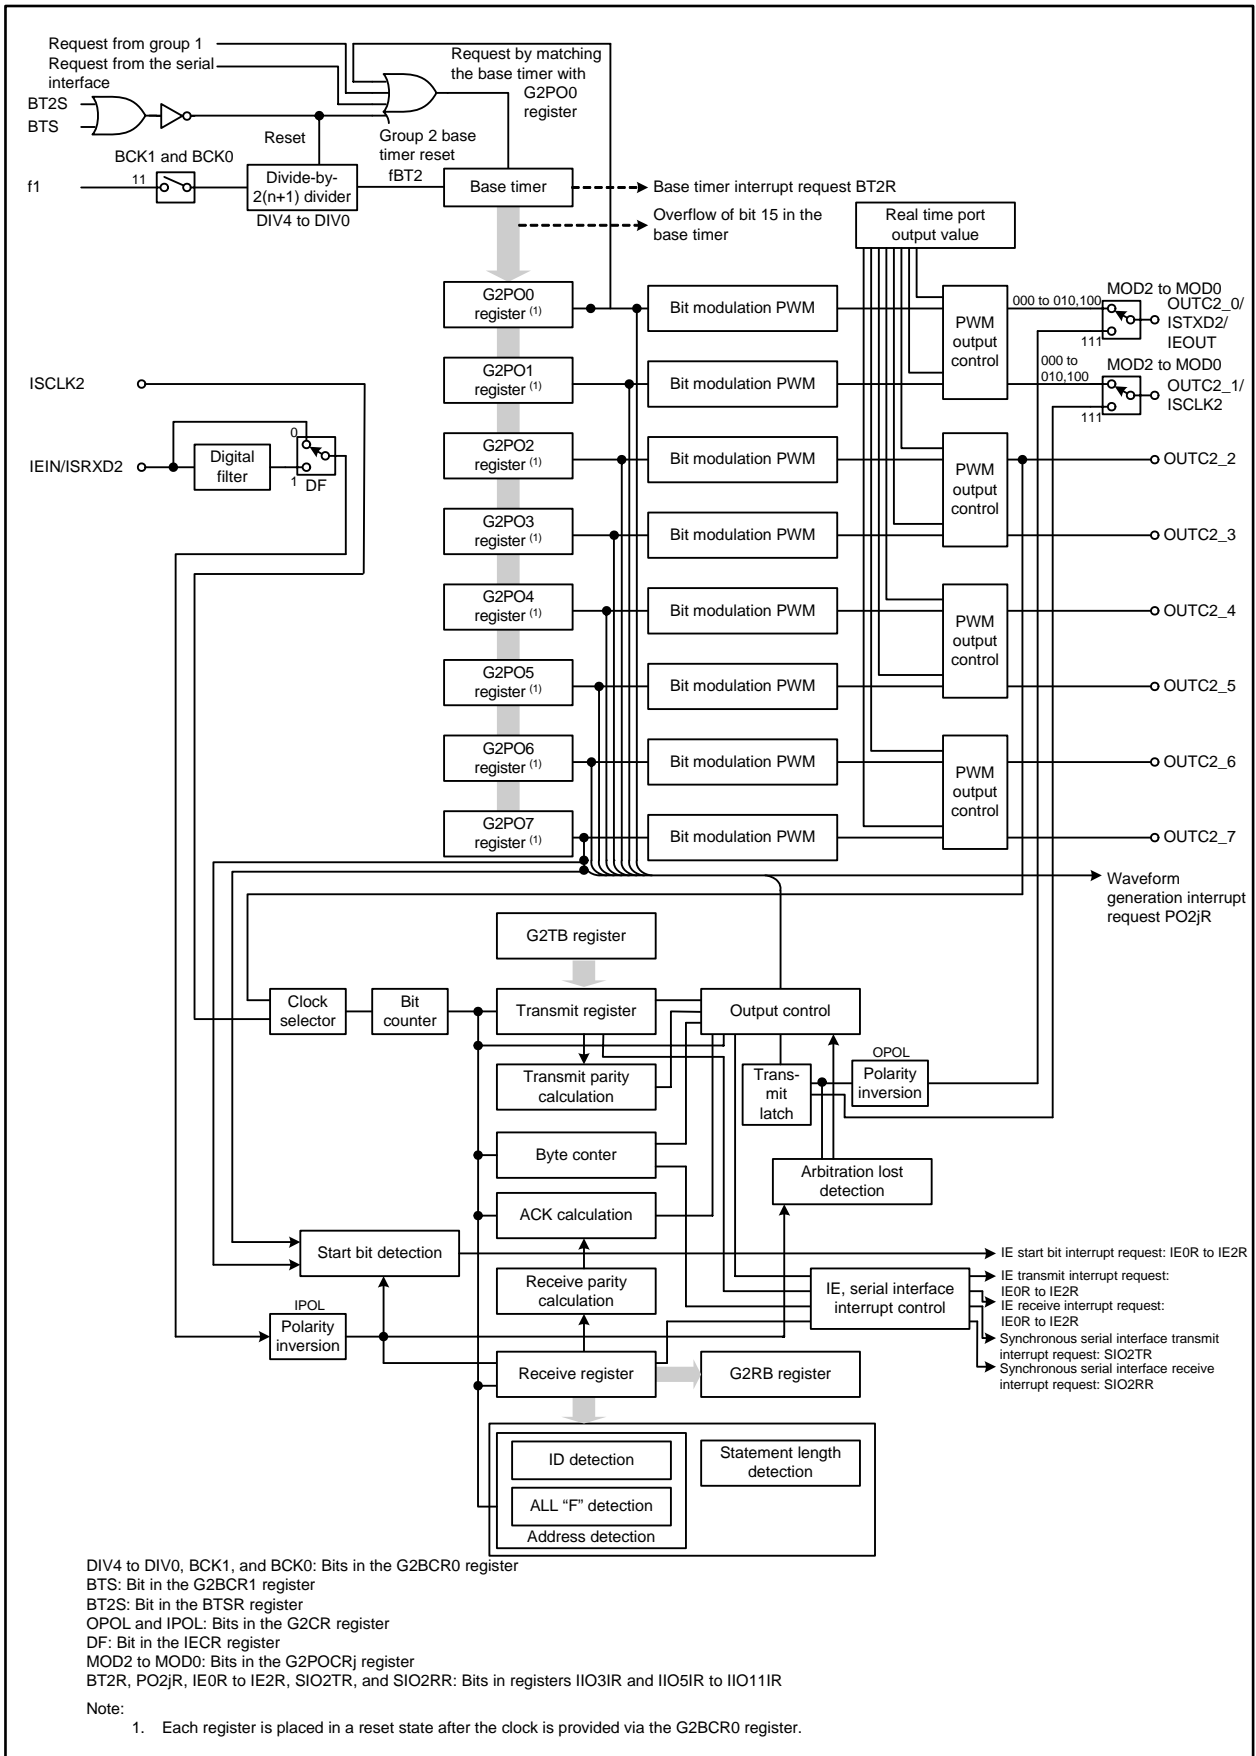 Request from group 1
Request from the serial
interface
BT2S
BTS
Request by matching
the base timer with
G2PO0
register
Reset
Group 2 base
timer reset
BCK1 and BCK0
f1
11
Divide-by-
2(n+1) divider
DIV4 to DIV0
fBT2
Base timer
Base timer interrupt request BT2R
Overflow of bit 15 in the
base timer
Real time port
output value
G2PO0
register (1)
Bit modulation PWM
PWM
output
control
000 to 010,100
111
MOD2 to MOD0
OUTC2_0/
ISTXD2/
IEOUT
ISCLK2
G2PO1
register (1)
Bit modulation PWM
000 to
010,100
111
MOD2 to MOD0
OUTC2_1/
ISCLK2
IEIN/ISRXD2
Digital
filter
0
1
DF
G2PO2
register (1)
Bit modulation PWM
PWM
output
control
OUTC2_2
G2PO3
register (1)
Bit modulation PWM
OUTC2_3
G2PO4
register (1)
Bit modulation PWM
PWM
output
control
OUTC2_4
G2PO5
register (1)
Bit modulation PWM
OUTC2_5
G2PO6
register (1)
Bit modulation PWM
PWM
output
control
OUTC2_6
G2PO7
register (1)
Bit modulation PWM
OUTC2_7
Waveform
generation interrupt
request PO2jR
G2TB register
Clock
selector
Bit
counter
Transmit register
Output control
Transmit parity
calculation
Trans-
mit
latch
OPOL
Polarity
inversion
Byte conter
Arbitration lost
detection
ACK calculation
Start bit detection
IE start bit interrupt request: IE0R to IE2R
Receive parity
calculation
IE, serial interface
interrupt control
IE transmit interrupt request:
IE0R to IE2R
IE receive interrupt request:
IE0R to IE2R
Synchronous serial interface transmit
interrupt request: SIO2TR
Synchronous serial interface receive
interrupt request: SIO2RR
IPOL
Polarity
inversion
Receive register
G2RB register
ID detection
Statement length
detection
ALL “F” detection
Address detection
DIV4 to DIV0, BCK1, and BCK0: Bits in the G2BCR0 register
BTS: Bit in the G2BCR1 register
BT2S: Bit in the BTSR register
OPOL and IPOL: Bits in the G2CR register
DF: Bit in the IECR register
MOD2 to MOD0: Bits in the G2POCRj register
BT2R, PO2jR, IE0R to IE2R, SIO2TR, and SIO2RR: Bits in registers IIO3IR and IIO5IR to IIO11IR
Note:
1. Each register is placed in a reset state after the clock is provided via the G2BCR0 register.